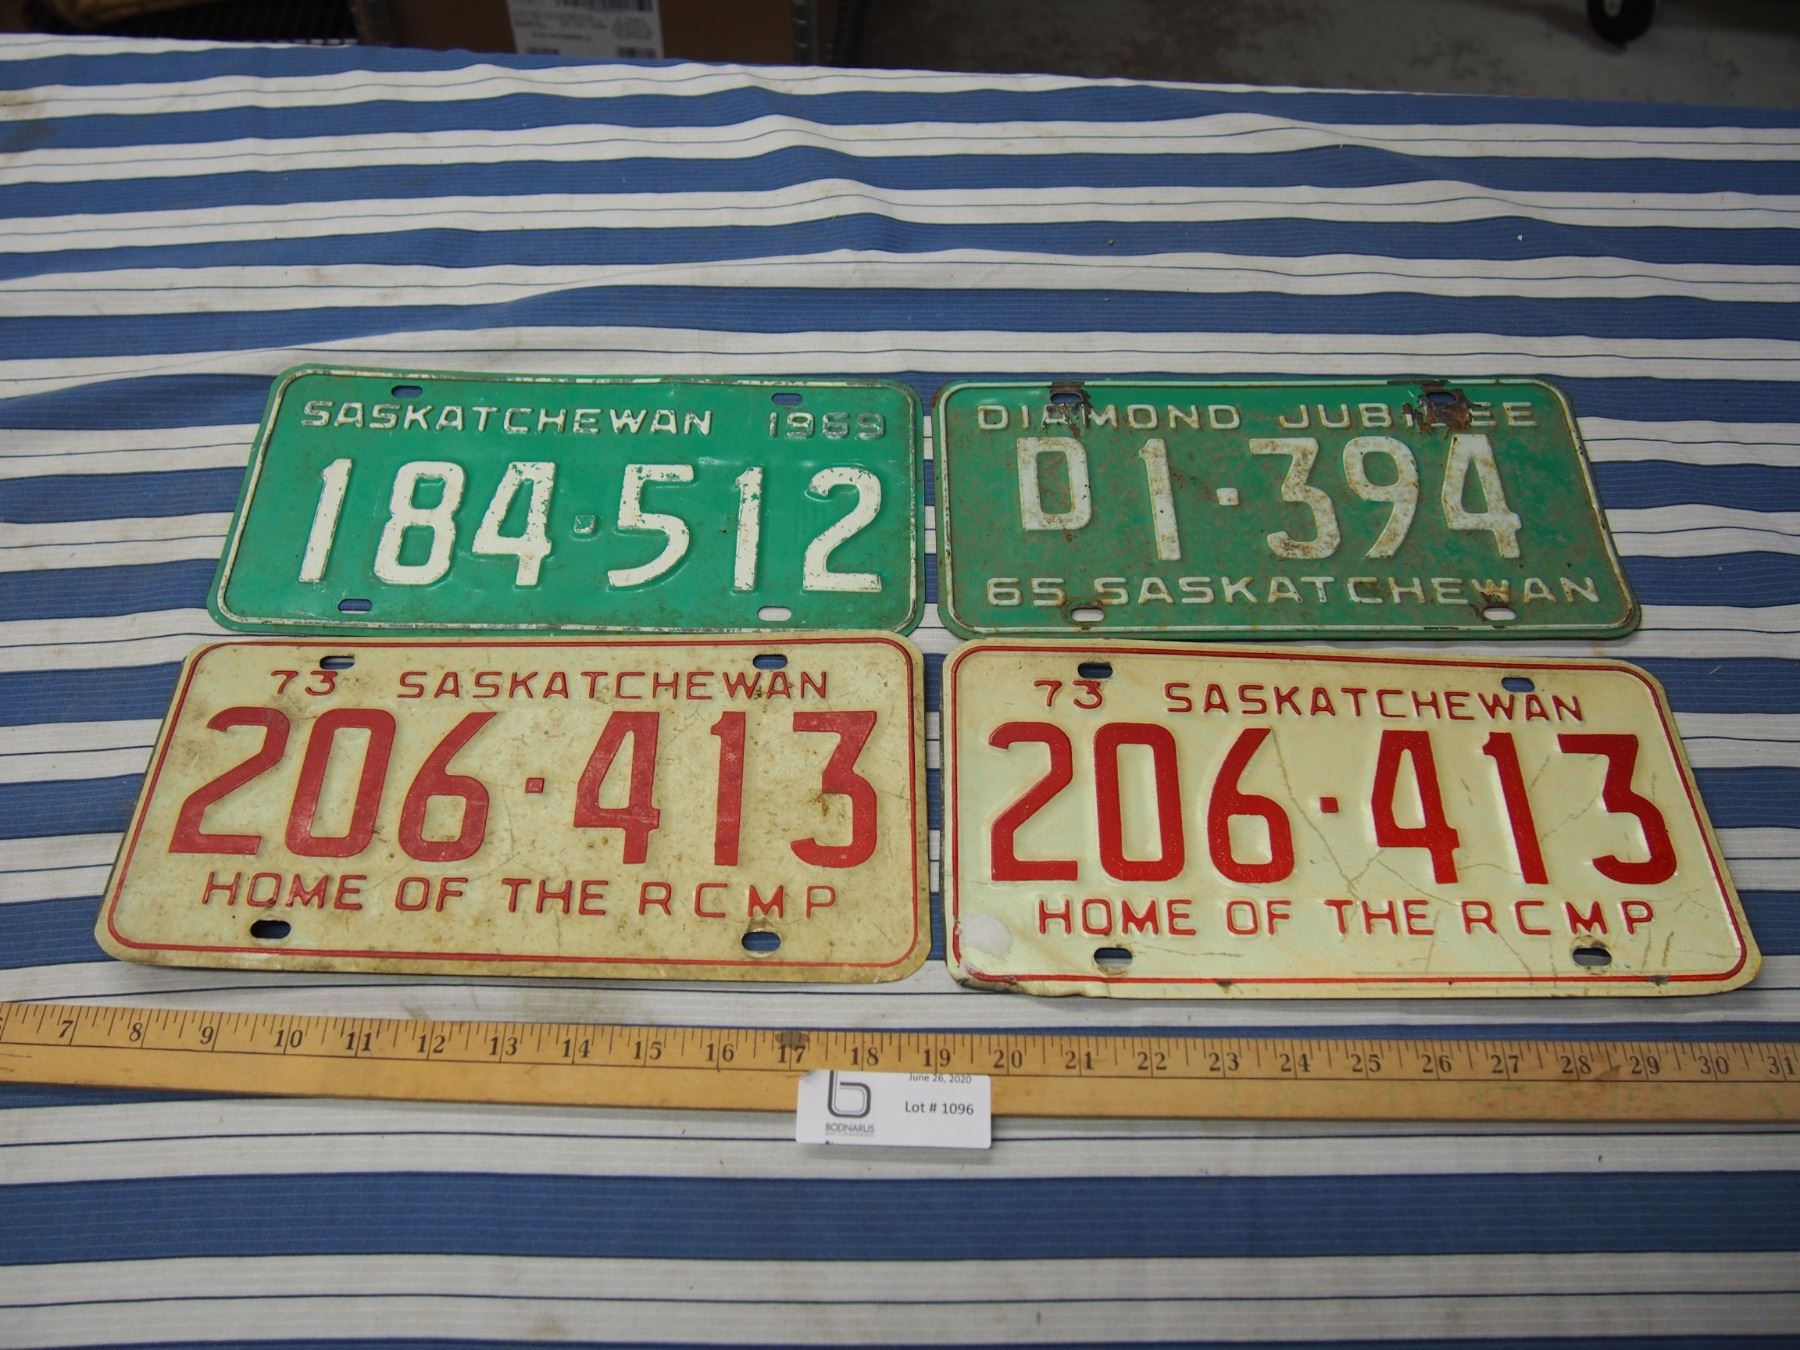 SASKATCHEWAN 1969
184·512
DIAMOND JUBILEE
D1·394
65 SASKATCHEWAN
73 SASKATCHEWAN
206·413
HOME OF THE RCMP
73 SASKATCHEWAN
206·413
HOME OF THE RCMP
7 8 9 10 11 12 13 14 15 16 17 18 19 20 21 22 23 24 25 26 27 28 29 30 31
June 26, 2020
Lot # 1096
BODNARUS